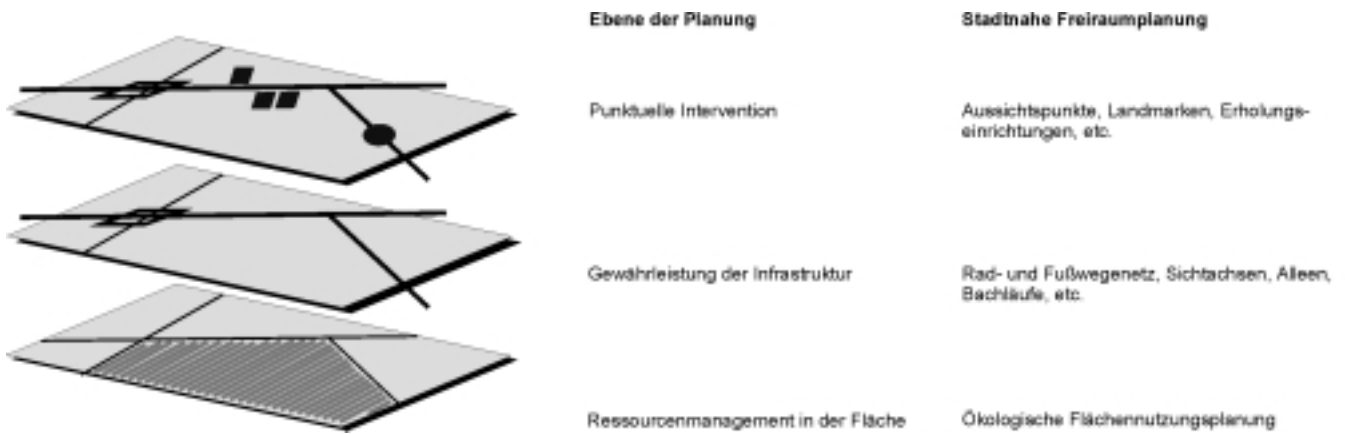 Ebene der Planung
Stadtnahe Freiraumplanung
Punktuelle Intervention
Aussichtspunkte, Landmarken, Erholungs-
einrichtungen, etc.
Gewährleistung der Infrastruktur
Rad- und Fußwegenetz, Sichtachsen, Alleen,
Bachläufe, etc.
Ressourcenmanagement in der Fläche
Ökologische Flächennutzungsplanung